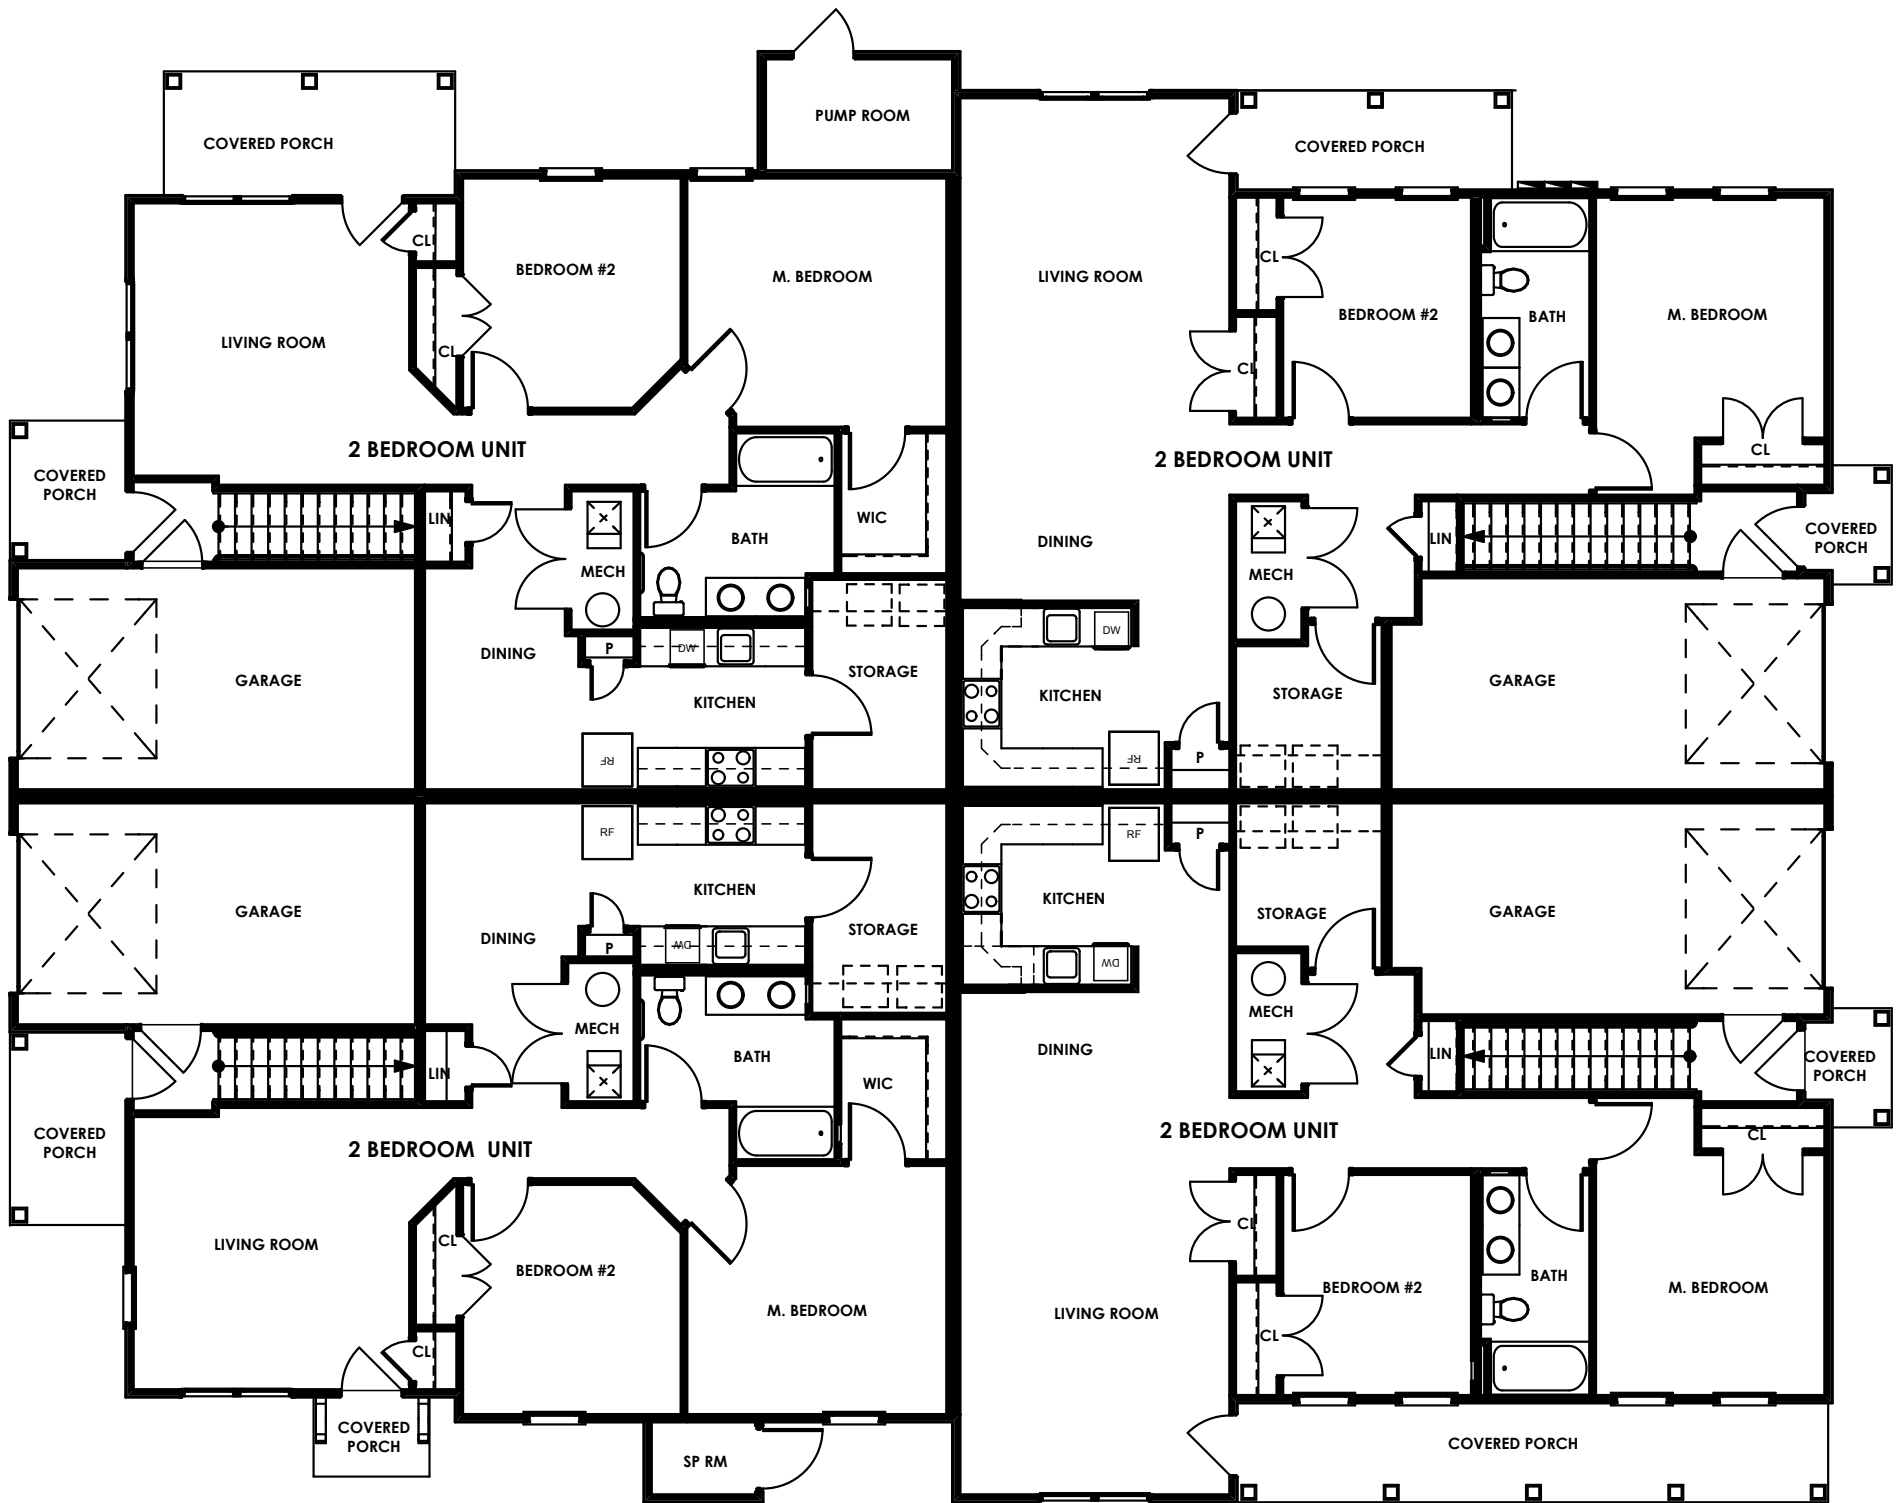 PUMP ROOM
COVERED PORCH
COVERED PORCH
CL
BEDROOM #2
M. BEDROOM
LIVING ROOM
CL
BEDROOM #2
BATH
M. BEDROOM
LIVING ROOM
CL
CL
2 BEDROOM UNIT
2 BEDROOM UNIT
CL
COVERED
PORCH
LIN
WIC
BATH
DINING
LIN
COVERED
PORCH
MECH
MECH
DINING
P
DW
STORAGE
DW
GARAGE
KITCHEN
KITCHEN
STORAGE
GARAGE
RF
RF
P
RF
RF
P
GARAGE
KITCHEN
KITCHEN
STORAGE
GARAGE
DINING
P
DW
STORAGE
DW
MECH
MECH
LIN
BATH
WIC
DINING
LIN
COVERED
PORCH
COVERED
PORCH
2 BEDROOM UNIT
2 BEDROOM UNIT
CL
LIVING ROOM
CL
BEDROOM #2
M. BEDROOM
CL
BEDROOM #2
BATH
M. BEDROOM
LIVING ROOM
CL
CL
COVERED
PORCH
SP RM
COVERED PORCH